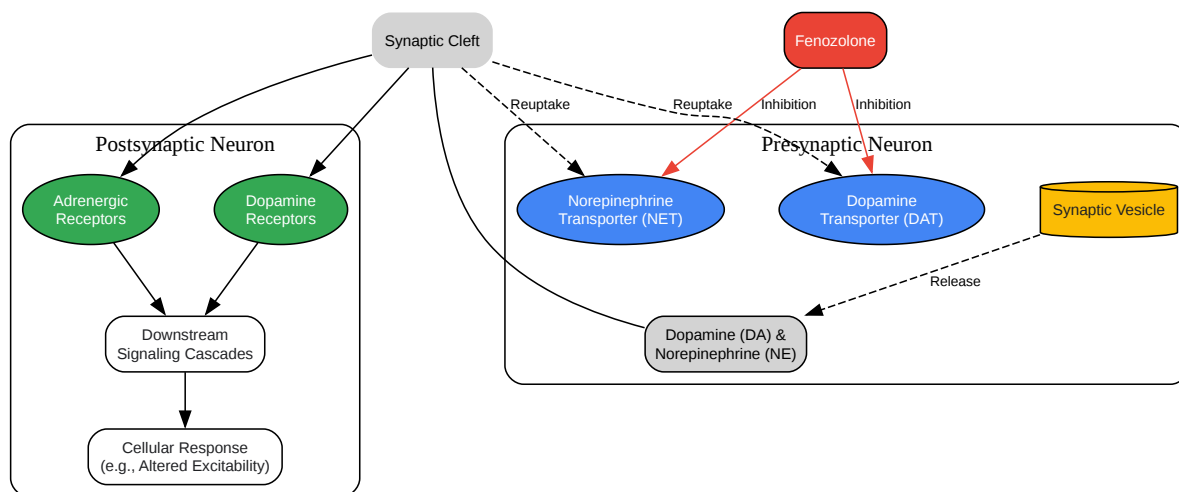 Synaptic Cleft
Fenozolone
Reuptake
Reuptake
Inhibition
Inhibition
Postsynaptic Neuron
Presynaptic Neuron
Adrenergic
Receptors
Dopamine
Receptors
Norepinephrine
Transporter (NET)
Dopamine
Transporter (DAT)
Synaptic Vesicle
Release
Downstream
Signaling Cascades
Dopamine (DA) &
Norepinephrine (NE)
Cellular Response
(e.g., Altered Excitability)